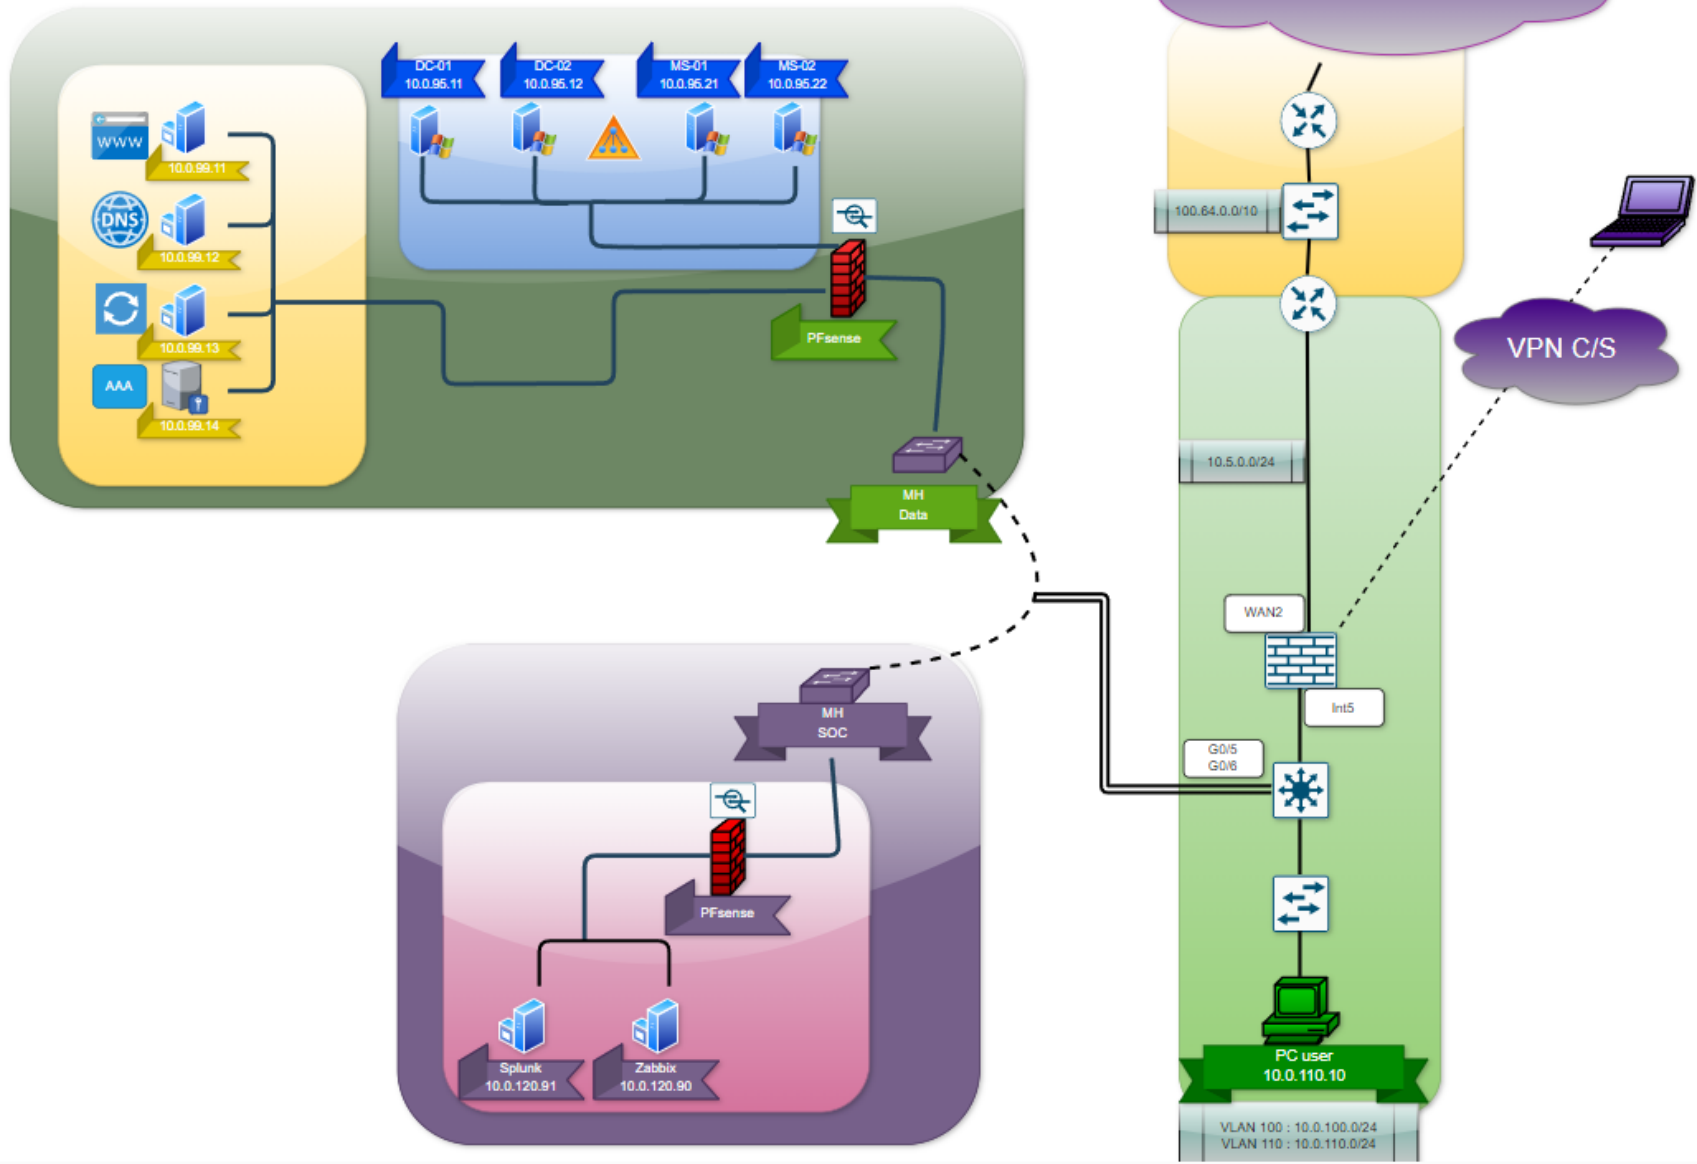 DC-01
10.0.95.11
DC-02
10.0.95.12
MS-01
10.0.95.21
MS-02
10.0.95.22
WWW
10.0.99.11
DNS
10.0.99.12
10.0.99.13
AAA
10.0.99.14
PFsense
MH
Data
MH
SOC
PFsense
Splunk
10.0.120.91
Zabbix
10.0.120.90
100.64.0.0/10
VPN C/S
10.5.0.0/24
WAN2
Int5
G0/5
G0/6
PC user
10.0.110.10
VLAN 100 : 10.0.100.0/24
VLAN 110 : 10.0.110.0/24